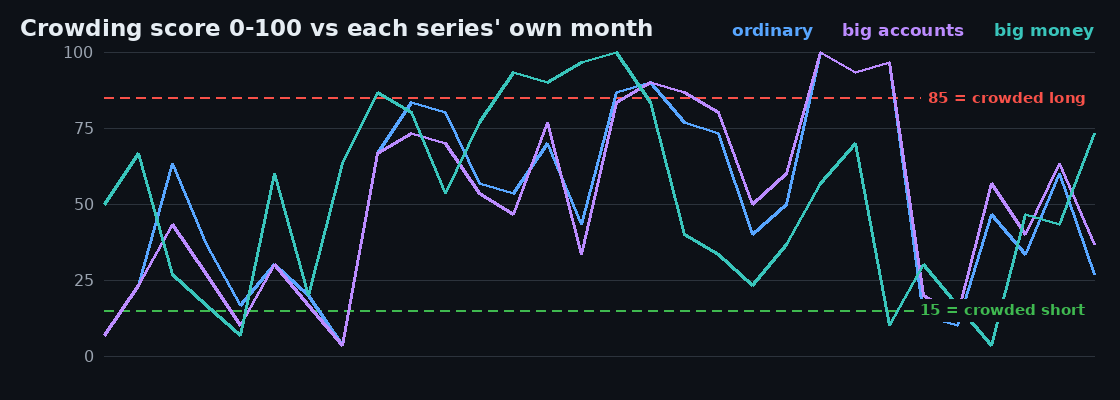 Crowding score 0-100 vs each series' own month
ordinary big accounts big money
100
85 = crowded long
75
50
25
15 = crowded short
0